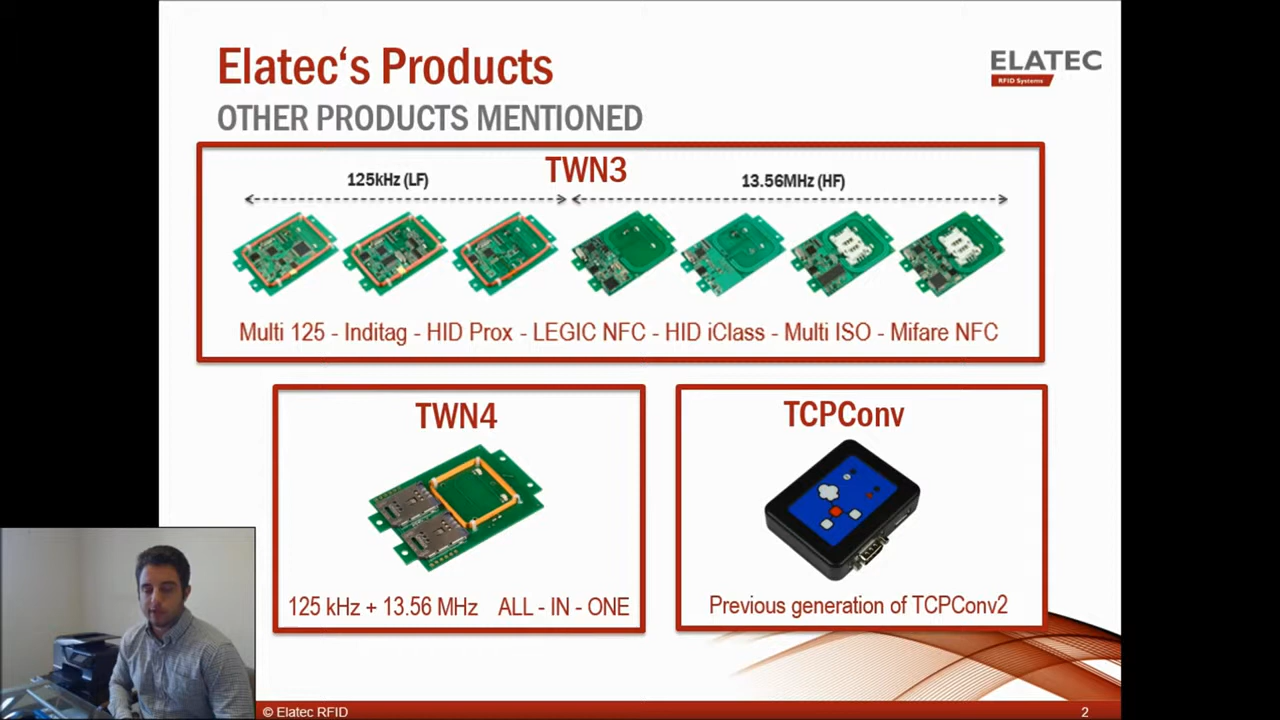 Elatec‘s Products
OTHER PRODUCTS MENTIONED
ELATEC
RFID Systems
TWN3
125kHz (LF)
13.56MHz (HF)
Multi 125 - Inditag - HID Prox - LEGIC NFC - HID iClass - Multi ISO - Mifare NFC
TWN4
125 kHz + 13.56 MHz ALL - IN - ONE
TCPConv
Previous generation of TCPConv2
© Elatec RFID
2